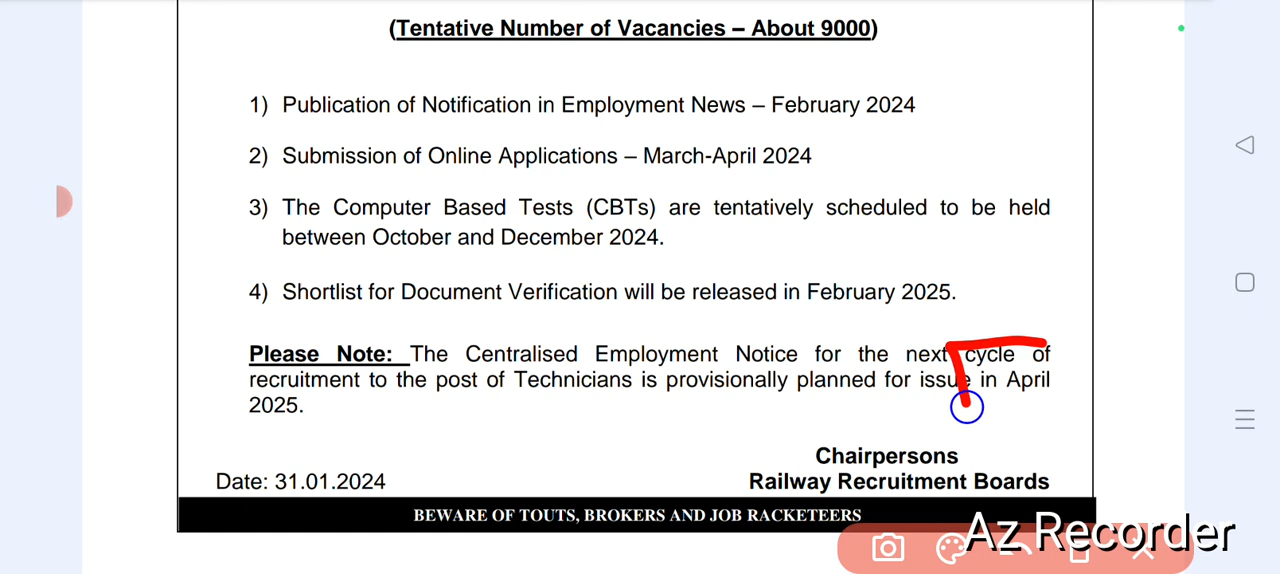 (Tentative Number of Vacancies – About 9000)
1) Publication of Notification in Employment News – February 2024
2) Submission of Online Applications – March-April 2024
3) The Computer Based Tests (CBTs) are tentatively scheduled to be held
between October and December 2024.
4) Shortlist for Document Verification will be released in February 2025.
Please Note: The Centralised Employment Notice for the next cycle of
recruitment to the post of Technicians is provisionally planned for issue in April
2025.
Chairpersons
Date: 31.01.2024 Railway Recruitment Boards
BEWARE OF TOUTS, BROKERS AND JOB RACKETEERS
Az Recorder